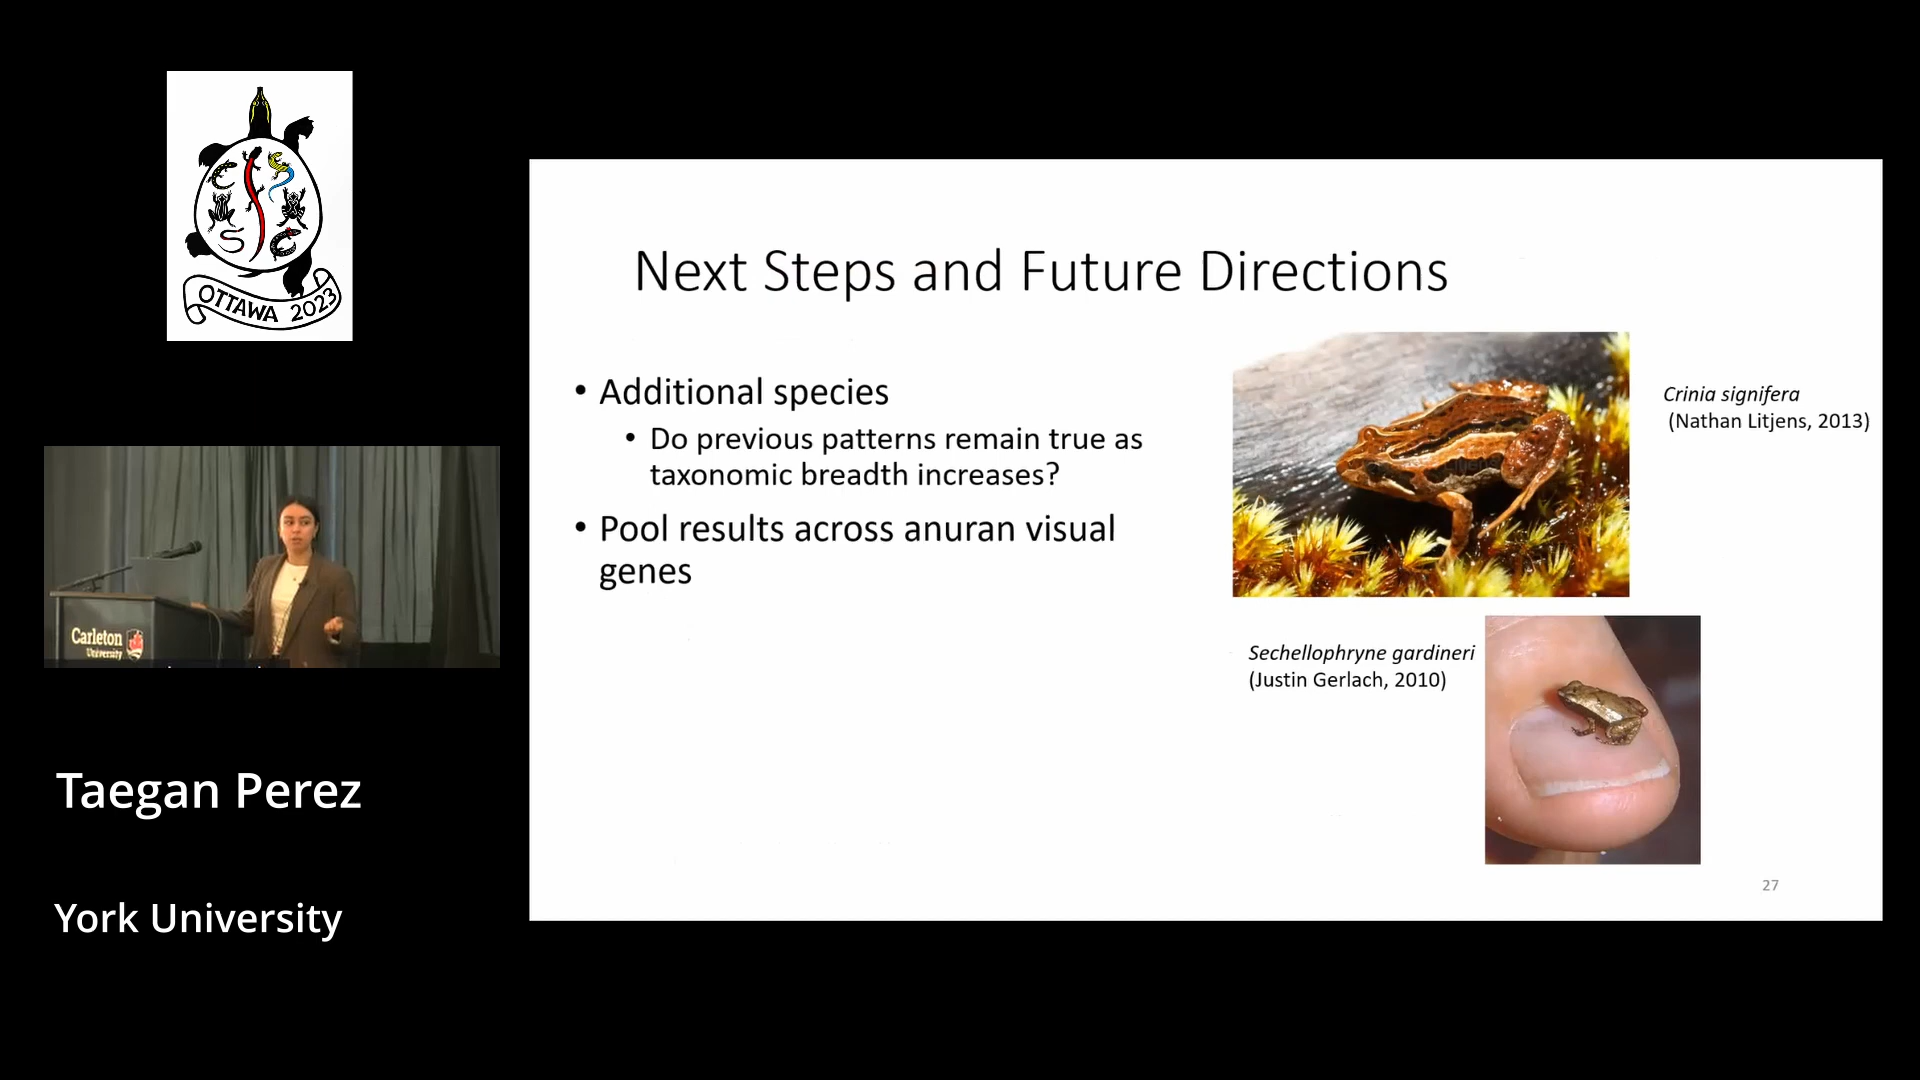 OTTAWA 2023
Carleton
University
Taegan Perez
York University
Next Steps and Future Directions
• Additional species
• Do previous patterns remain true as
taxonomic breadth increases?
• Pool results across anuran visual
genes
Crinia signifera
(Nathan Litjens, 2013)
Sechellophryne gardineri
(Justin Gerlach, 2010)
27